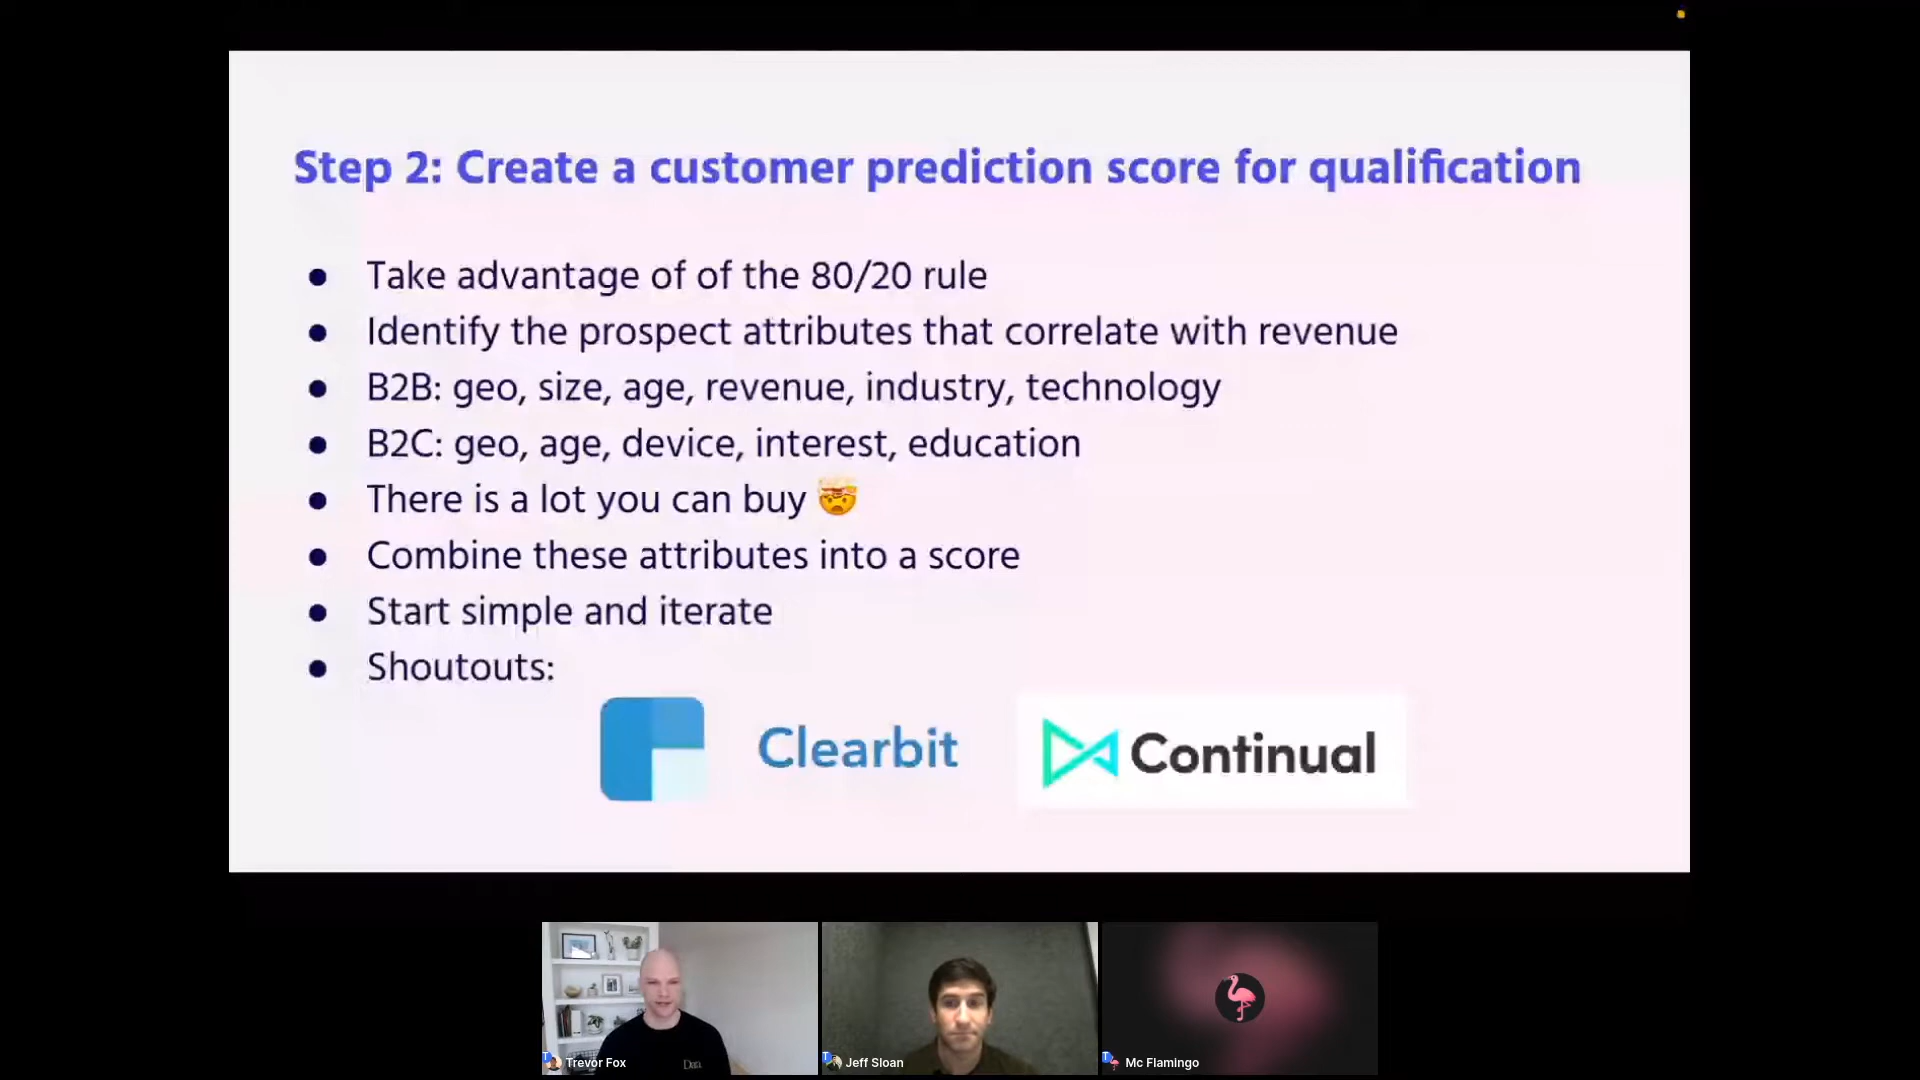 Step 2: Create a customer prediction score for qualification
● Take advantage of of the 80/20 rule
● Identify the prospect attributes that correlate with revenue
● B2B: geo, size, age, revenue, industry, technology
● B2C: geo, age, device, interest, education
● There is a lot you can buy 🤯
● Combine these attributes into a score
● Start simple and iterate
● Shoutouts:
Clearbit
Continual
Trevor Fox
Jeff Sloan
Mc Flamingo